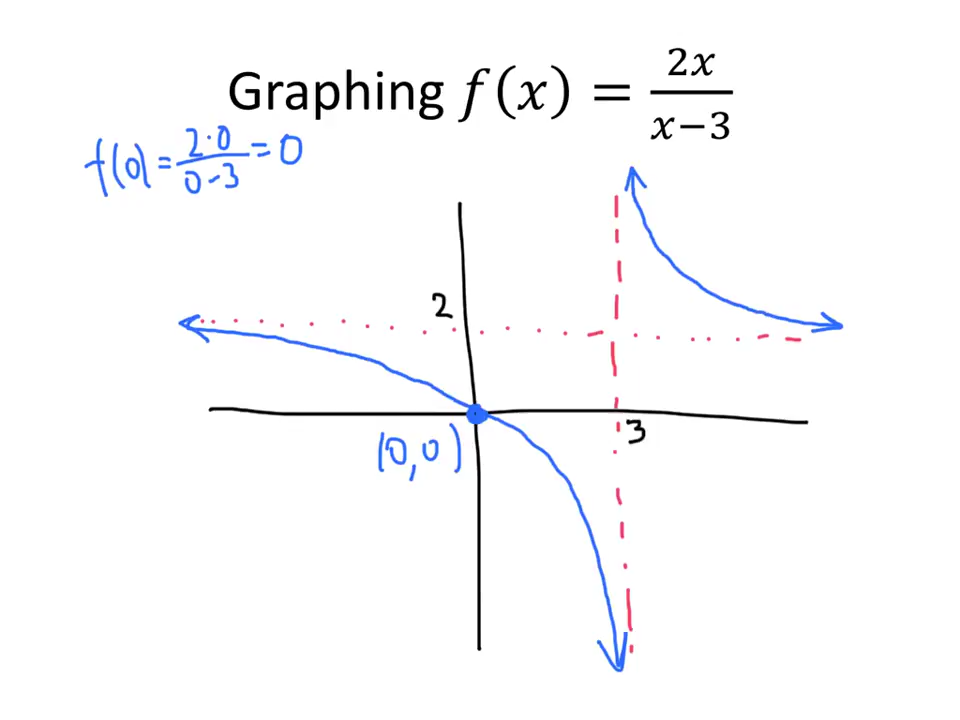 Graphing f(x) = 2x/(x−3)
f(0) = 2·0/(0-3) = 0
2
3
(0,0)